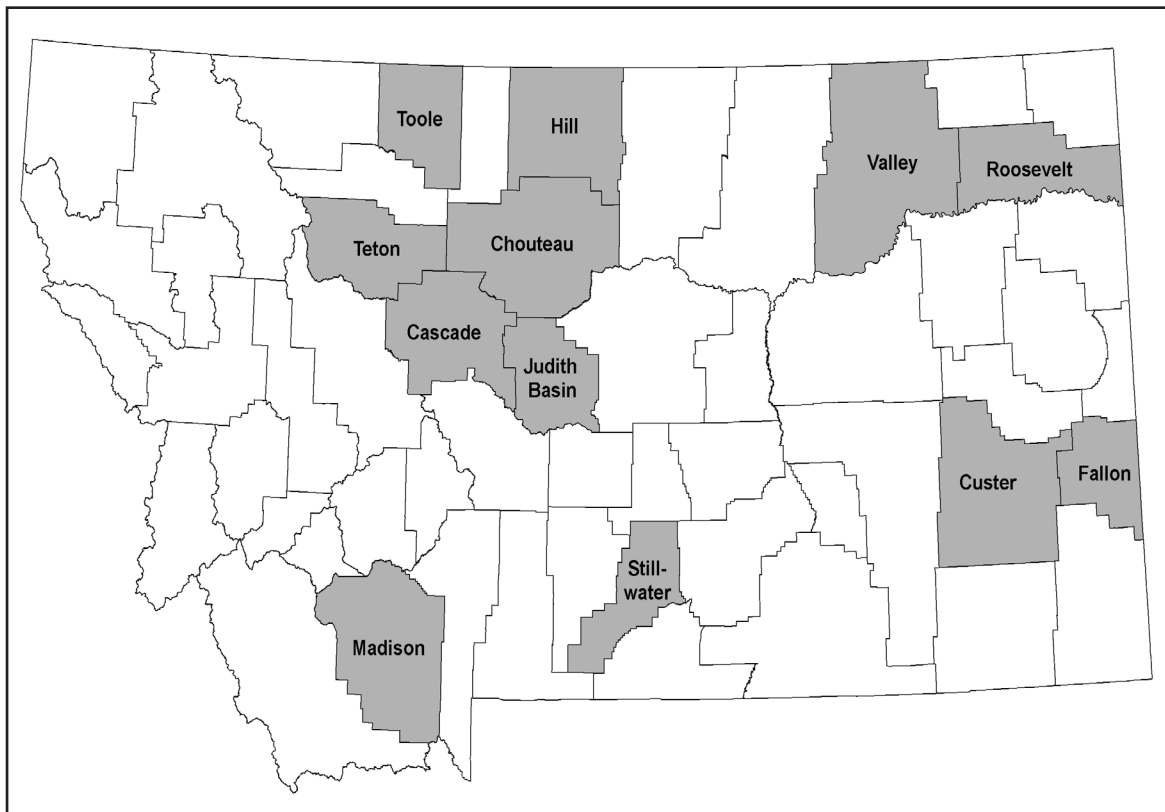 Toole
Hill
Valley
Roosevelt
Teton
Chouteau
Cascade
Judith
Basin
Custer
Fallon
Still-
water
Madison